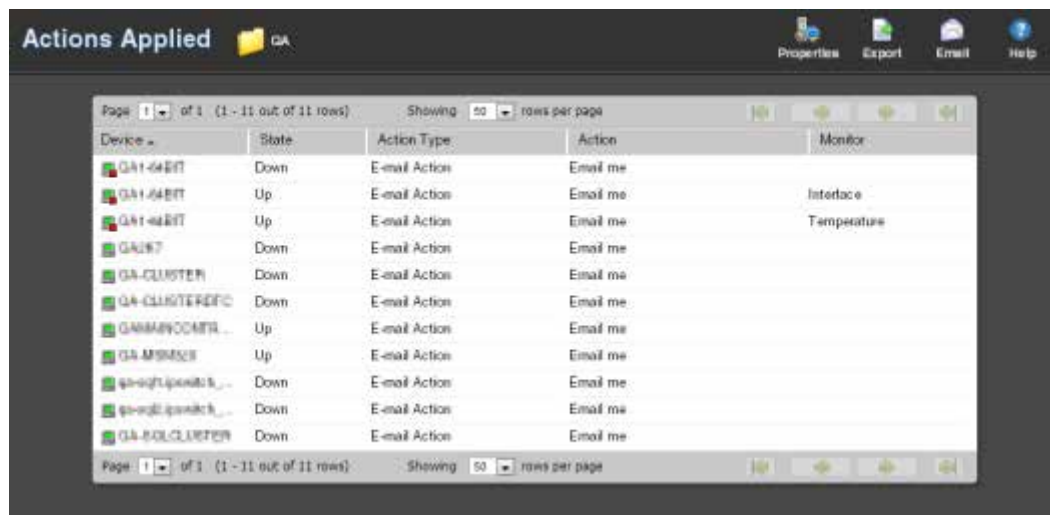 Actions Applied QA
Properties Export Email Help
Page 1 of 1 (1 - 11 out of 11 rows) Showing 50 rows per page
Device State Action Type Action Monitor
Down E-mail Action Email me
Up E-mail Action Email me Interface
Up E-mail Action Email me Temperature
Down E-mail Action Email me
QA-CLUSTER Down E-mail Action Email me
Down E-mail Action Email me
Up E-mail Action Email me
Up E-mail Action Email me
Down E-mail Action Email me
Down E-mail Action Email me
Down E-mail Action Email me
Page 1 of 1 (1 - 11 out of 11 rows) Showing 50 rows per page